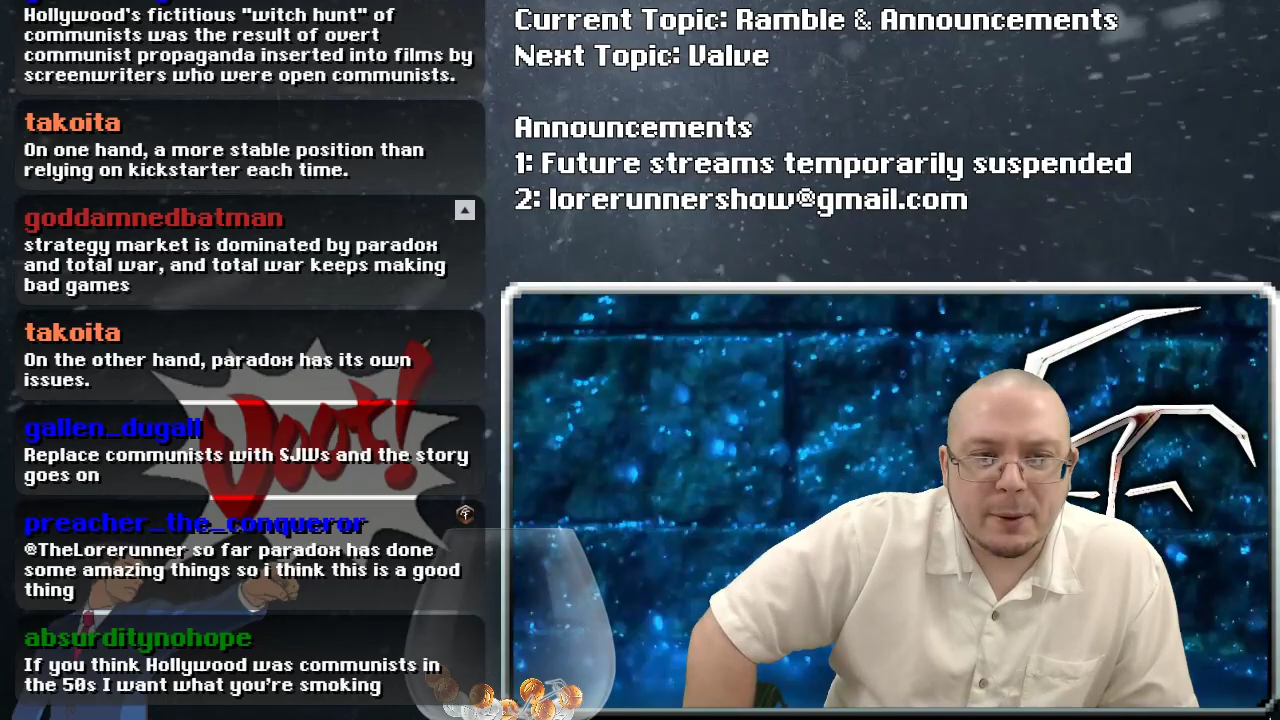 Hollywood's fictitious "witch hunt" of
communists was the result of overt
communist propaganda inserted into films by
screenwriters who were open communists.
takoita
On one hand, a more stable position than
relying on kickstarter each time.
goddamnedbatman
strategy market is dominated by paradox
and total war, and total war keeps making
bad games
takoita
On the other hand, paradox has its own
issues.
gallen_dugall
Replace communists with SJWs and the story
goes on
preacher_the_conqueror
@TheLorerunner so far paradox has done
some amazing things so i think this is a good
thing
absurditynohope
If you think Hollywood was communists in
the 50s I want what you're smoking
Current Topic: Ramble & Announcements
Next Topic: Valve
Announcements
1: Future streams temporarily suspended
2: lorerunnershow@gmail.com